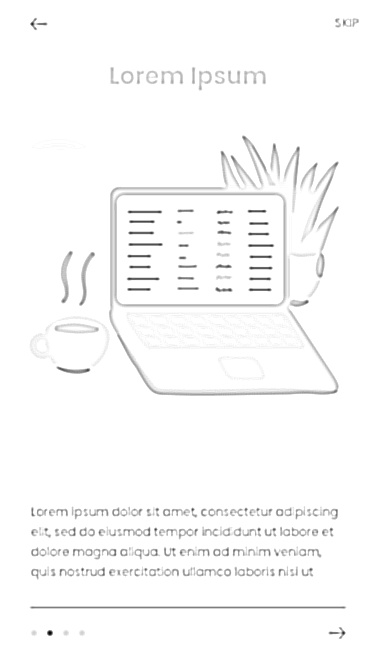 SKIP
Lorem Ipsum
Lorem ipsum dolor sit amet, consectetur adipiscing
elit, sed do eiusmod tempor incididunt ut labore et
dolore magna aliqua. Ut enim ad minim veniam,
quis nostrud exercitation ullamco laboris nisi ut